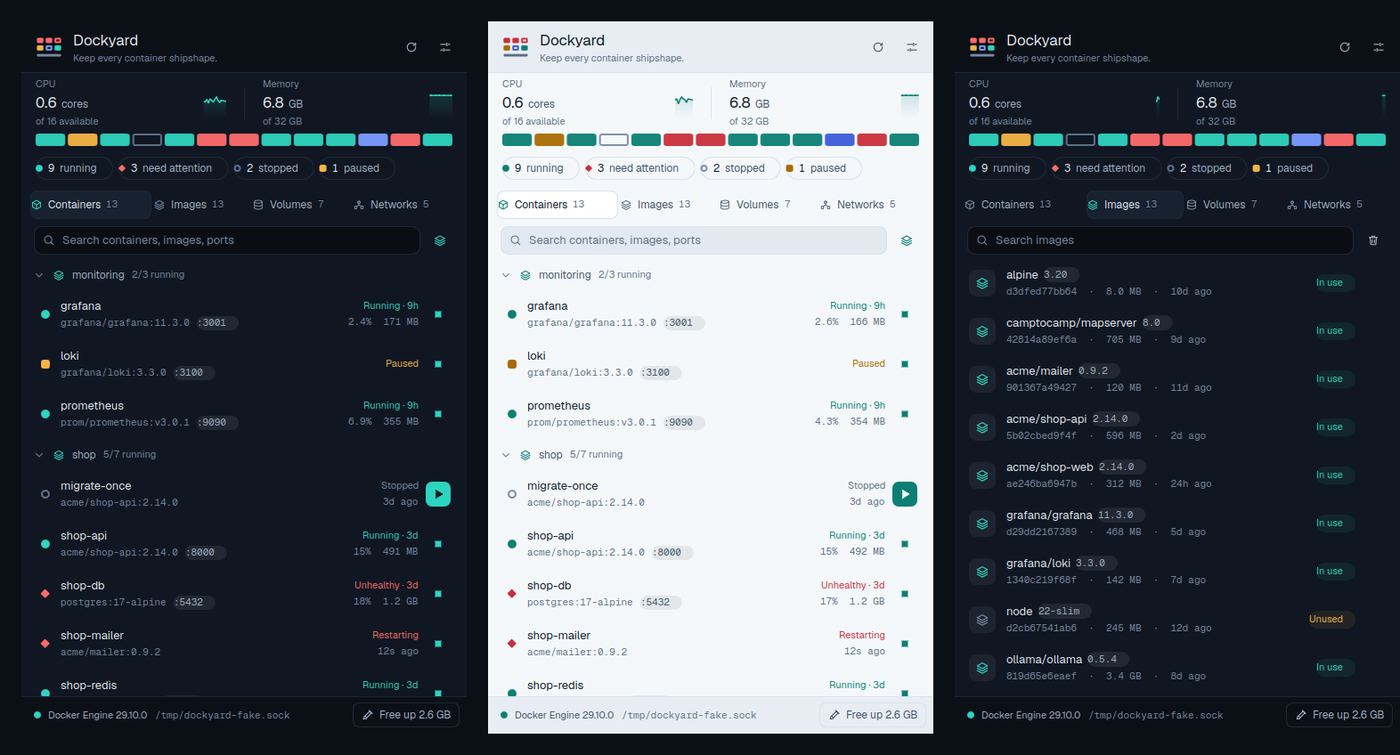 Dockyard
Keep every container shipshape.
CPU
0.6 cores
of 16 available
Memory
6.8 GB
of 32 GB
9 running
3 need attention
2 stopped
1 paused
Containers 13
Images 13
Volumes 7
Networks 5
Search containers, images, ports
monitoring 2/3 running
grafana
Running · 9h
grafana/grafana:11.3.0 :3001
2.4% 171 MB
loki
Paused
grafana/loki:3.3.0 :3100
prometheus
Running · 9h
prom/prometheus:v3.0.1 :9090
6.9% 355 MB
shop 5/7 running
migrate-once
Stopped
acme/shop-api:2.14.0
3d ago
shop-api
Running · 3d
acme/shop-api:2.14.0 :8000
15% 491 MB
shop-db
Unhealthy · 3d
postgres:17-alpine :5432
18% 1.2 GB
shop-mailer
Restarting
acme/mailer:0.9.2
12s ago
shop-redis
Running · 3d
Docker Engine 29.10.0 /tmp/dockyard-fake.sock
Free up 2.6 GB
Dockyard
Keep every container shipshape.
CPU
0.6 cores
of 16 available
Memory
6.8 GB
of 32 GB
9 running
3 need attention
2 stopped
1 paused
Containers 13
Images 13
Volumes 7
Networks 5
Search containers, images, ports
monitoring 2/3 running
grafana
Running · 9h
grafana/grafana:11.3.0 :3001
2.6% 166 MB
loki
Paused
grafana/loki:3.3.0 :3100
prometheus
Running · 9h
prom/prometheus:v3.0.1 :9090
4.3% 354 MB
shop 5/7 running
migrate-once
Stopped
acme/shop-api:2.14.0
3d ago
shop-api
Running · 3d
acme/shop-api:2.14.0 :8000
15% 492 MB
shop-db
Unhealthy · 3d
postgres:17-alpine :5432
17% 1.2 GB
shop-mailer
Restarting
acme/mailer:0.9.2
12s ago
shop-redis
Running · 3d
Docker Engine 29.10.0 /tmp/dockyard-fake.sock
Free up 2.6 GB
Dockyard
Keep every container shipshape.
CPU
0.6 cores
of 16 available
Memory
6.8 GB
of 32 GB
9 running
3 need attention
2 stopped
1 paused
Containers 13
Images 13
Volumes 7
Networks 5
Search images
alpine 3.20
d3dfed77bb64 · 8.0 MB · 10d ago
In use
camptocamp/mapserver 8.0
42814a89ef6a · 705 MB · 9d ago
In use
acme/mailer 0.9.2
901367a49427 · 120 MB · 11d ago
In use
acme/shop-api 2.14.0
5b02cbed9f4f · 596 MB · 2d ago
In use
acme/shop-web 2.14.0
ae246ba6947b · 312 MB · 24h ago
In use
grafana/grafana 11.3.0
d29dd2167389 · 468 MB · 5d ago
In use
grafana/loki 3.3.0
1340c219f68f · 142 MB · 7d ago
In use
node 22-slim
d2cb67541ab6 · 245 MB · 12d ago
Unused
ollama/ollama 0.5.4
819d65e6eaef · 3.4 GB · 8d ago
In use
Docker Engine 29.10.0 /tmp/dockyard-fake.sock
Free up 2.6 GB